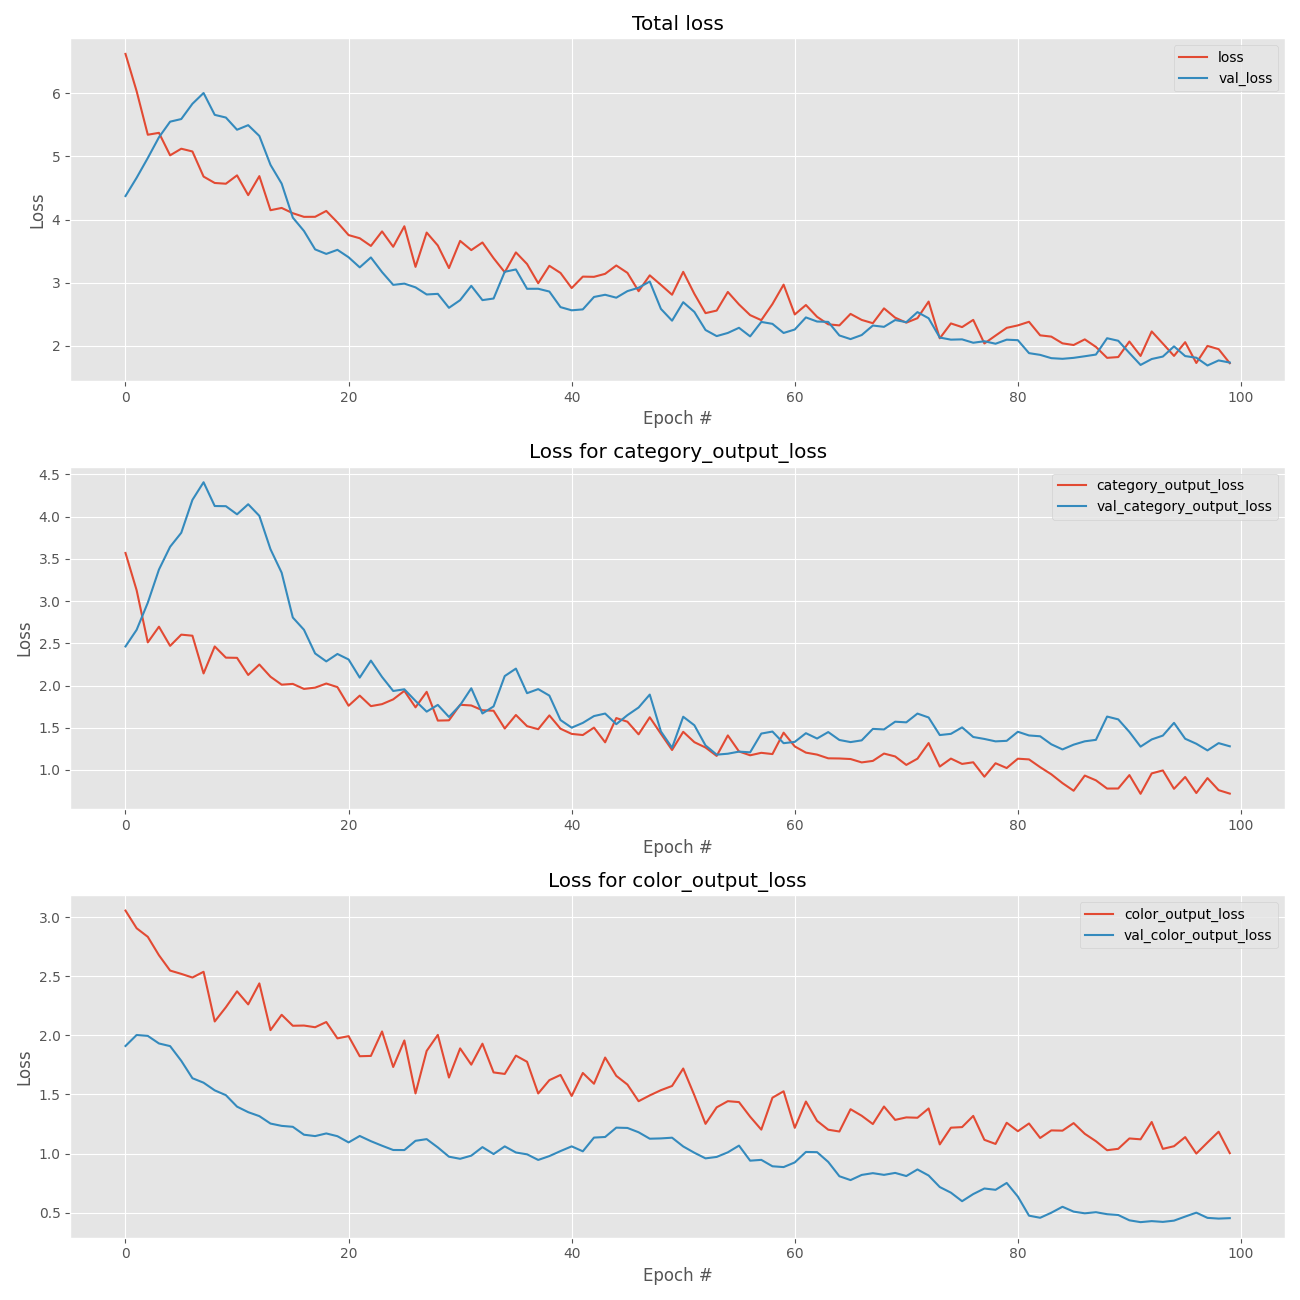 Total loss
loss
val_loss
6
5
4
3
2
Loss
0 20 40 60 80 100
Epoch #
Loss for category_output_loss
category_output_loss
val_category_output_loss
4.5
4.0
3.5
3.0
2.5
2.0
1.5
1.0
Loss
0 20 40 60 80 100
Epoch #
Loss for color_output_loss
color_output_loss
val_color_output_loss
3.0
2.5
2.0
1.5
1.0
0.5
Loss
0 20 40 60 80 100
Epoch #